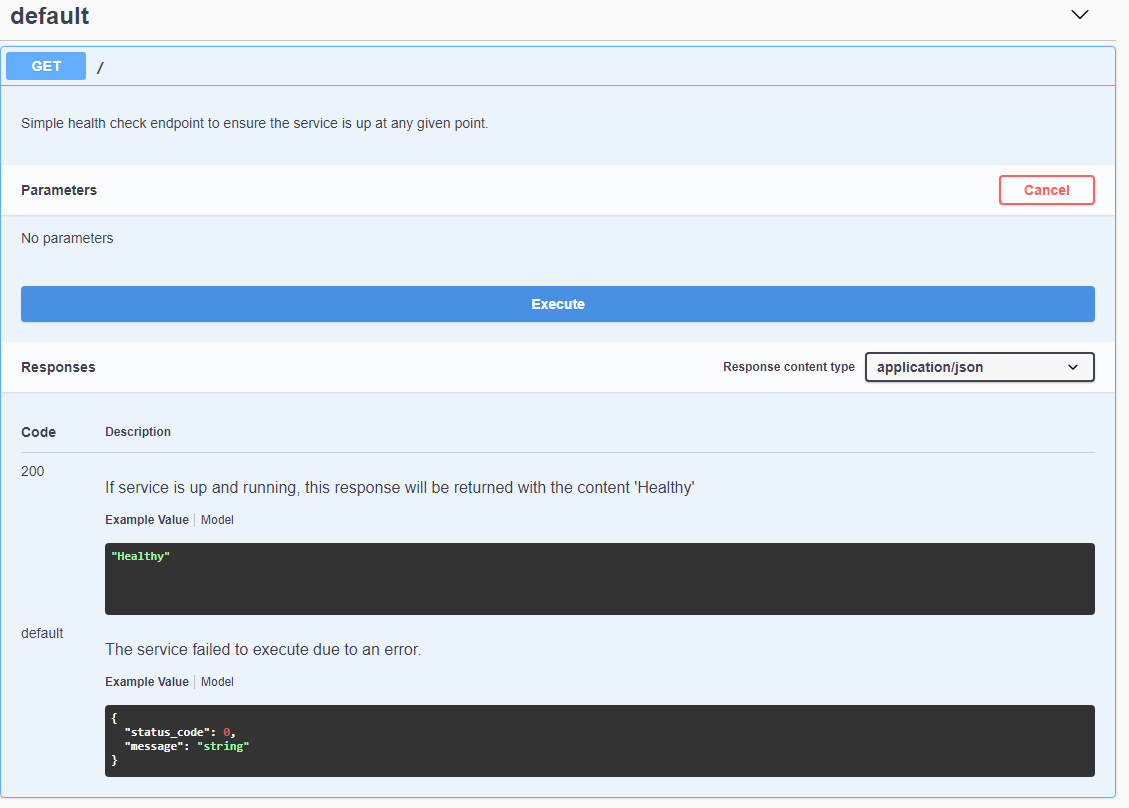 default
GET /
Simple health check endpoint to ensure the service is up at any given point.
Parameters Cancel
No parameters
Execute
Responses Response content type application/json
Code Description
200
If service is up and running, this response will be returned with the content 'Healthy'
Example Value Model
"Healthy"
default
The service failed to execute due to an error.
Example Value Model
{
"status_code": 0,
"message": "string"
}